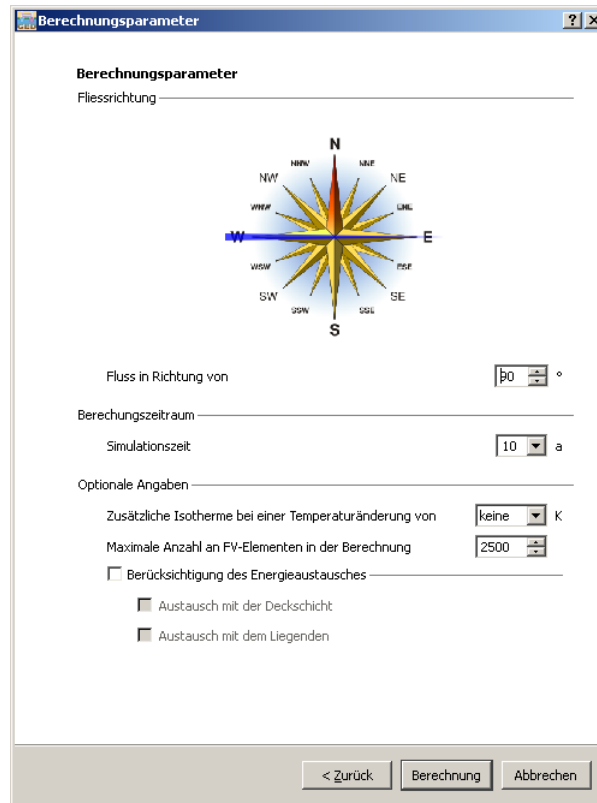 Berechnungsparameter
Berechnungsparameter
Fliessrichtung
N
NNW NNE
NW NE
WNW ENE
W E
WSW ESE
SW SE
SSW SSE
S
Fluss in Richtung von 90 °
Berechungszeitraum
Simulationszeit 10 a
Optionale Angaben
Zusätzliche Isotherme bei einer Temperaturänderung von keine K
Maximale Anzahl an FV-Elementen in der Berechnung 2500
Berücksichtigung des Energieaustausches
Austausch mit der Deckschicht
Austausch mit dem Liegenden
< Zurück Berechnung Abbrechen